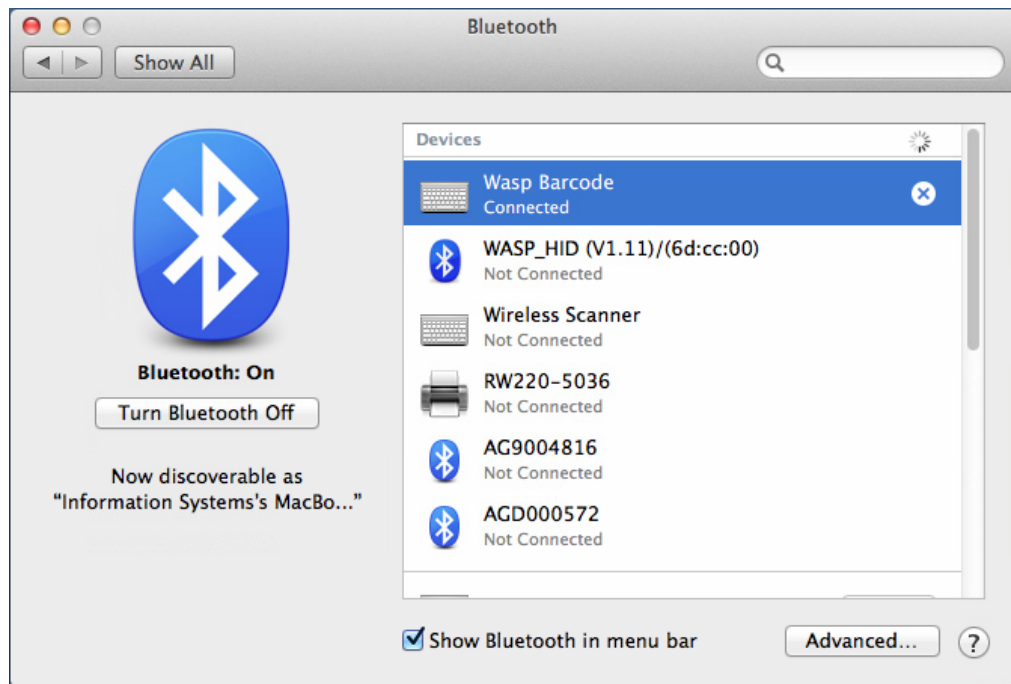 Bluetooth
Show All
Devices
Wasp Barcode
Connected
WASP_HID (V1.11)/(6d:cc:00)
Not Connected
Wireless Scanner
Not Connected
RW220-5036
Not Connected
AG9004816
Not Connected
AGD000572
Not Connected
Bluetooth: On
Turn Bluetooth Off
Now discoverable as
“Information Systems's MacBo...”
Show Bluetooth in menu bar
Advanced...
?